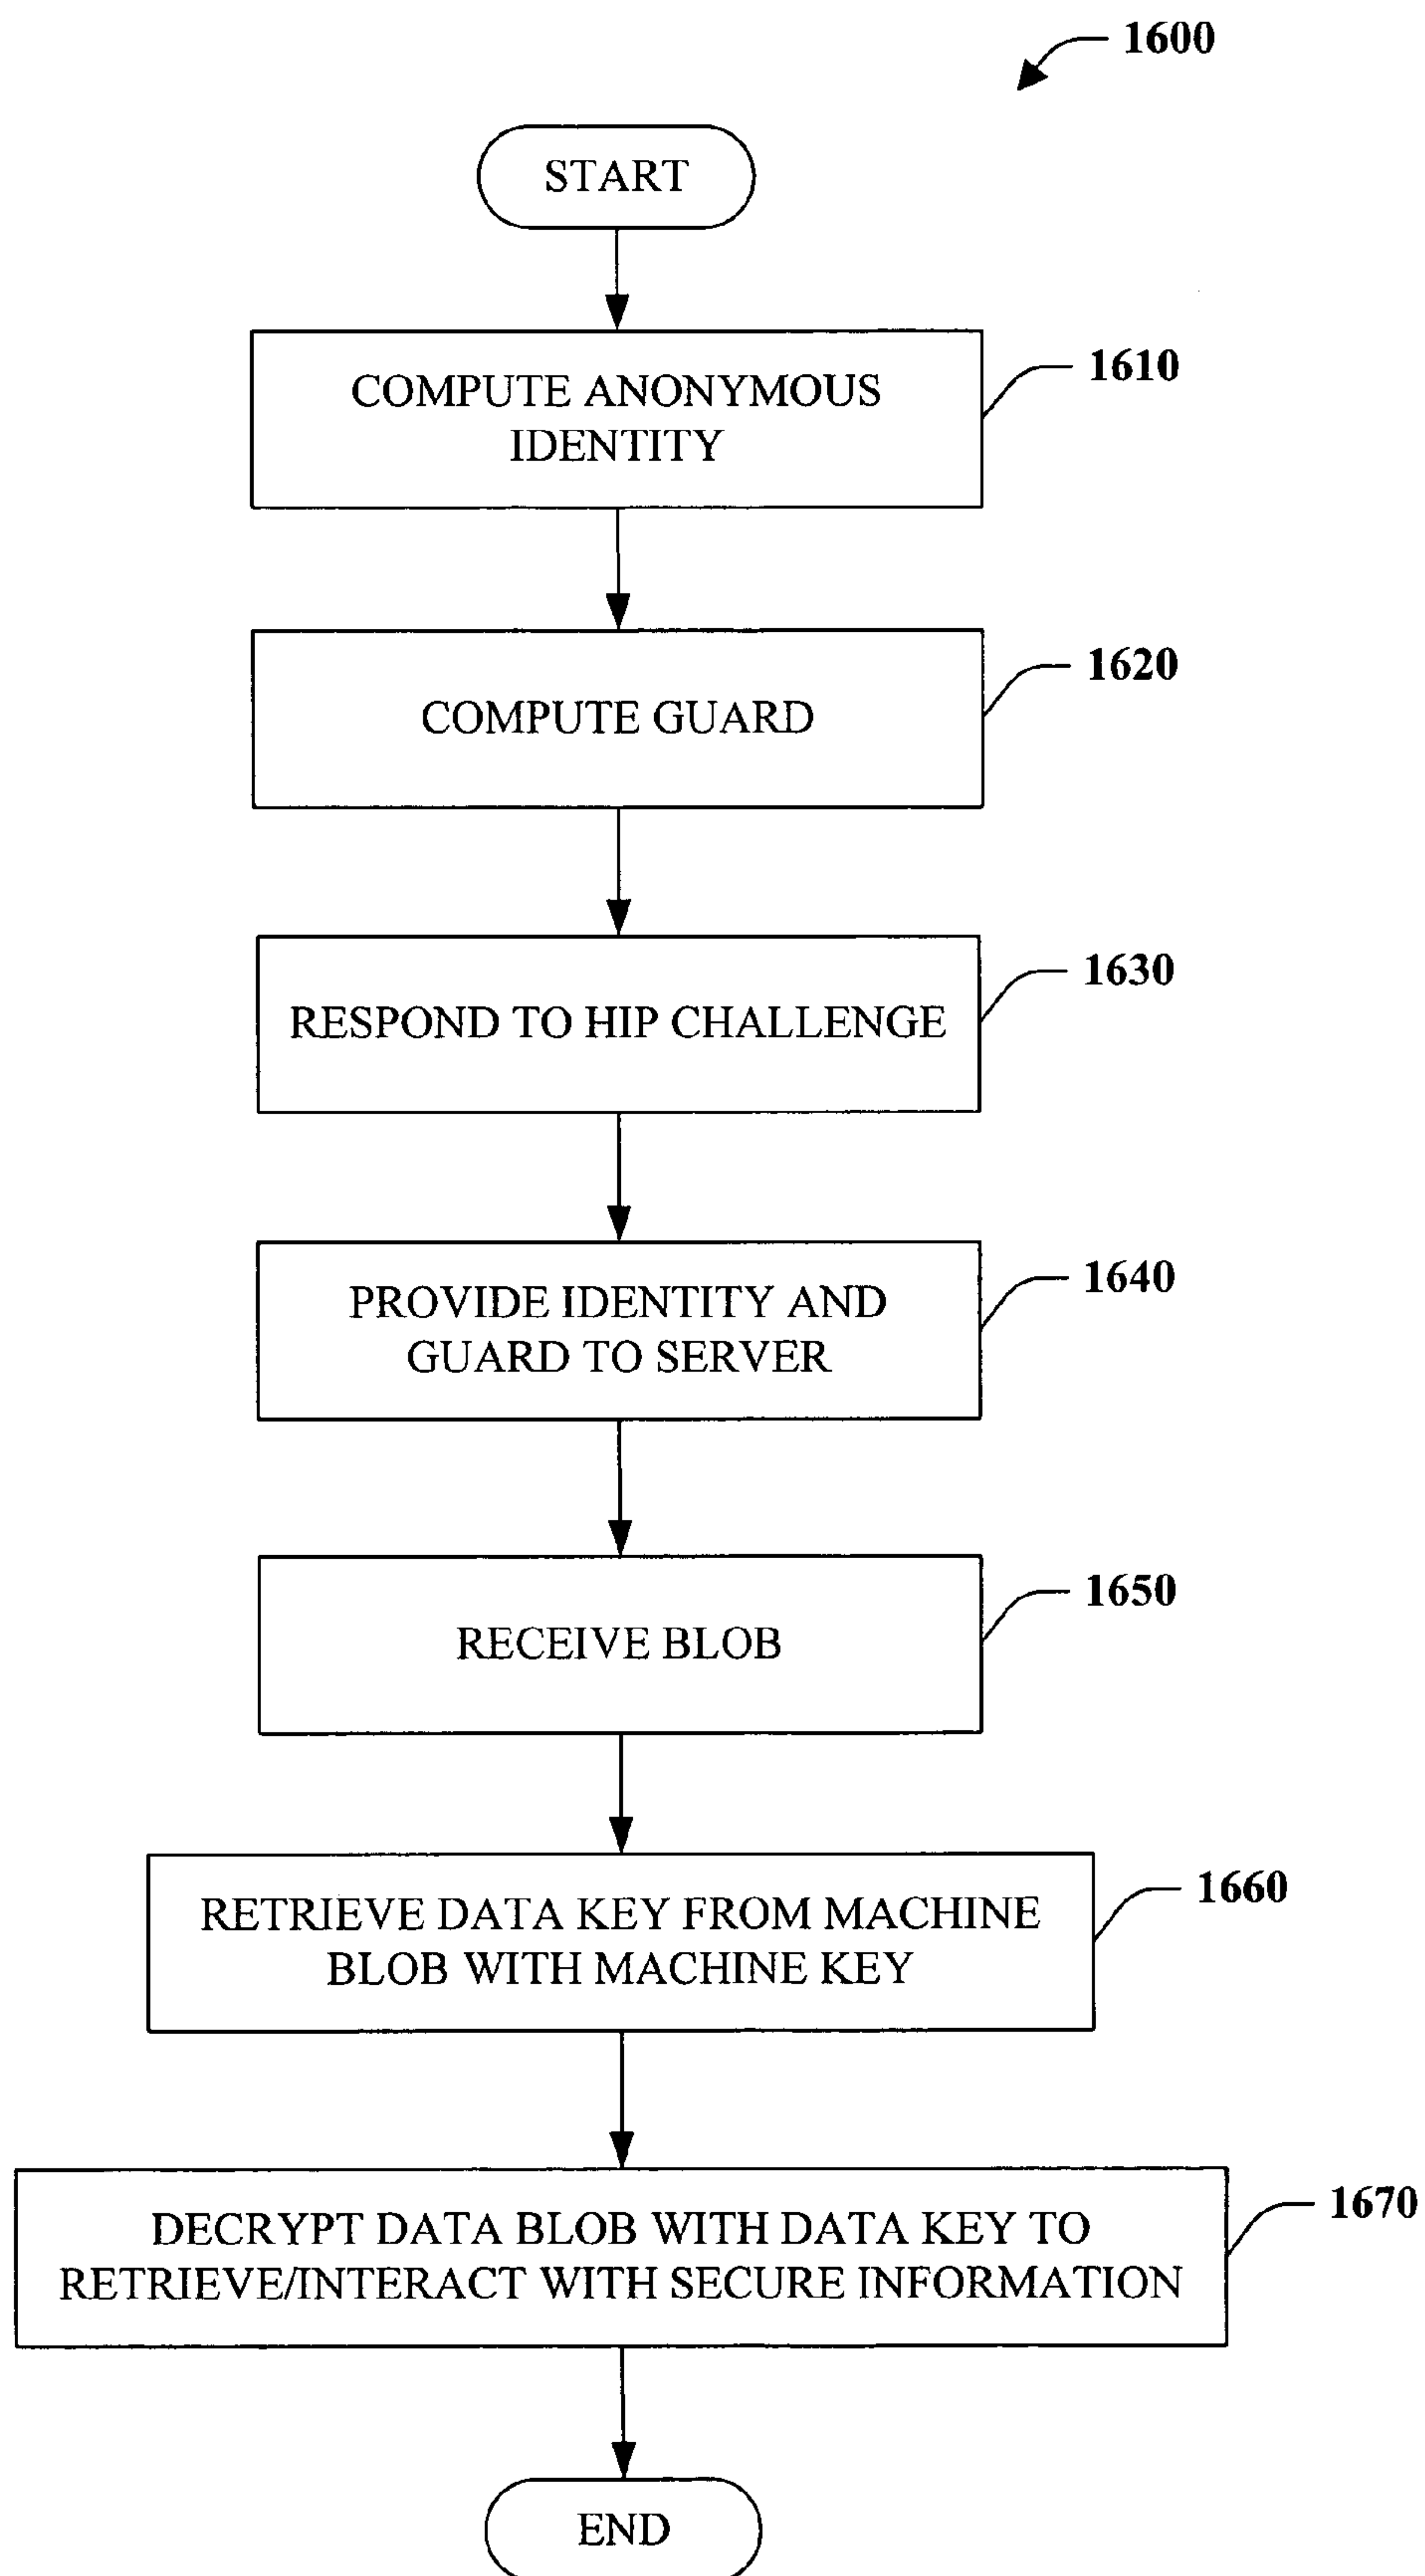 1600
START
COMPUTE ANONYMOUS
IDENTITY
1610
COMPUTE GUARD
1620
RESPOND TO HIP CHALLENGE
1630
PROVIDE IDENTITY AND
GUARD TO SERVER
1640
RECEIVE BLOB
1650
RETRIEVE DATA KEY FROM MACHINE
BLOB WITH MACHINE KEY
1660
DECRYPT DATA BLOB WITH DATA KEY TO
RETRIEVE/INTERACT WITH SECURE INFORMATION
1670
END